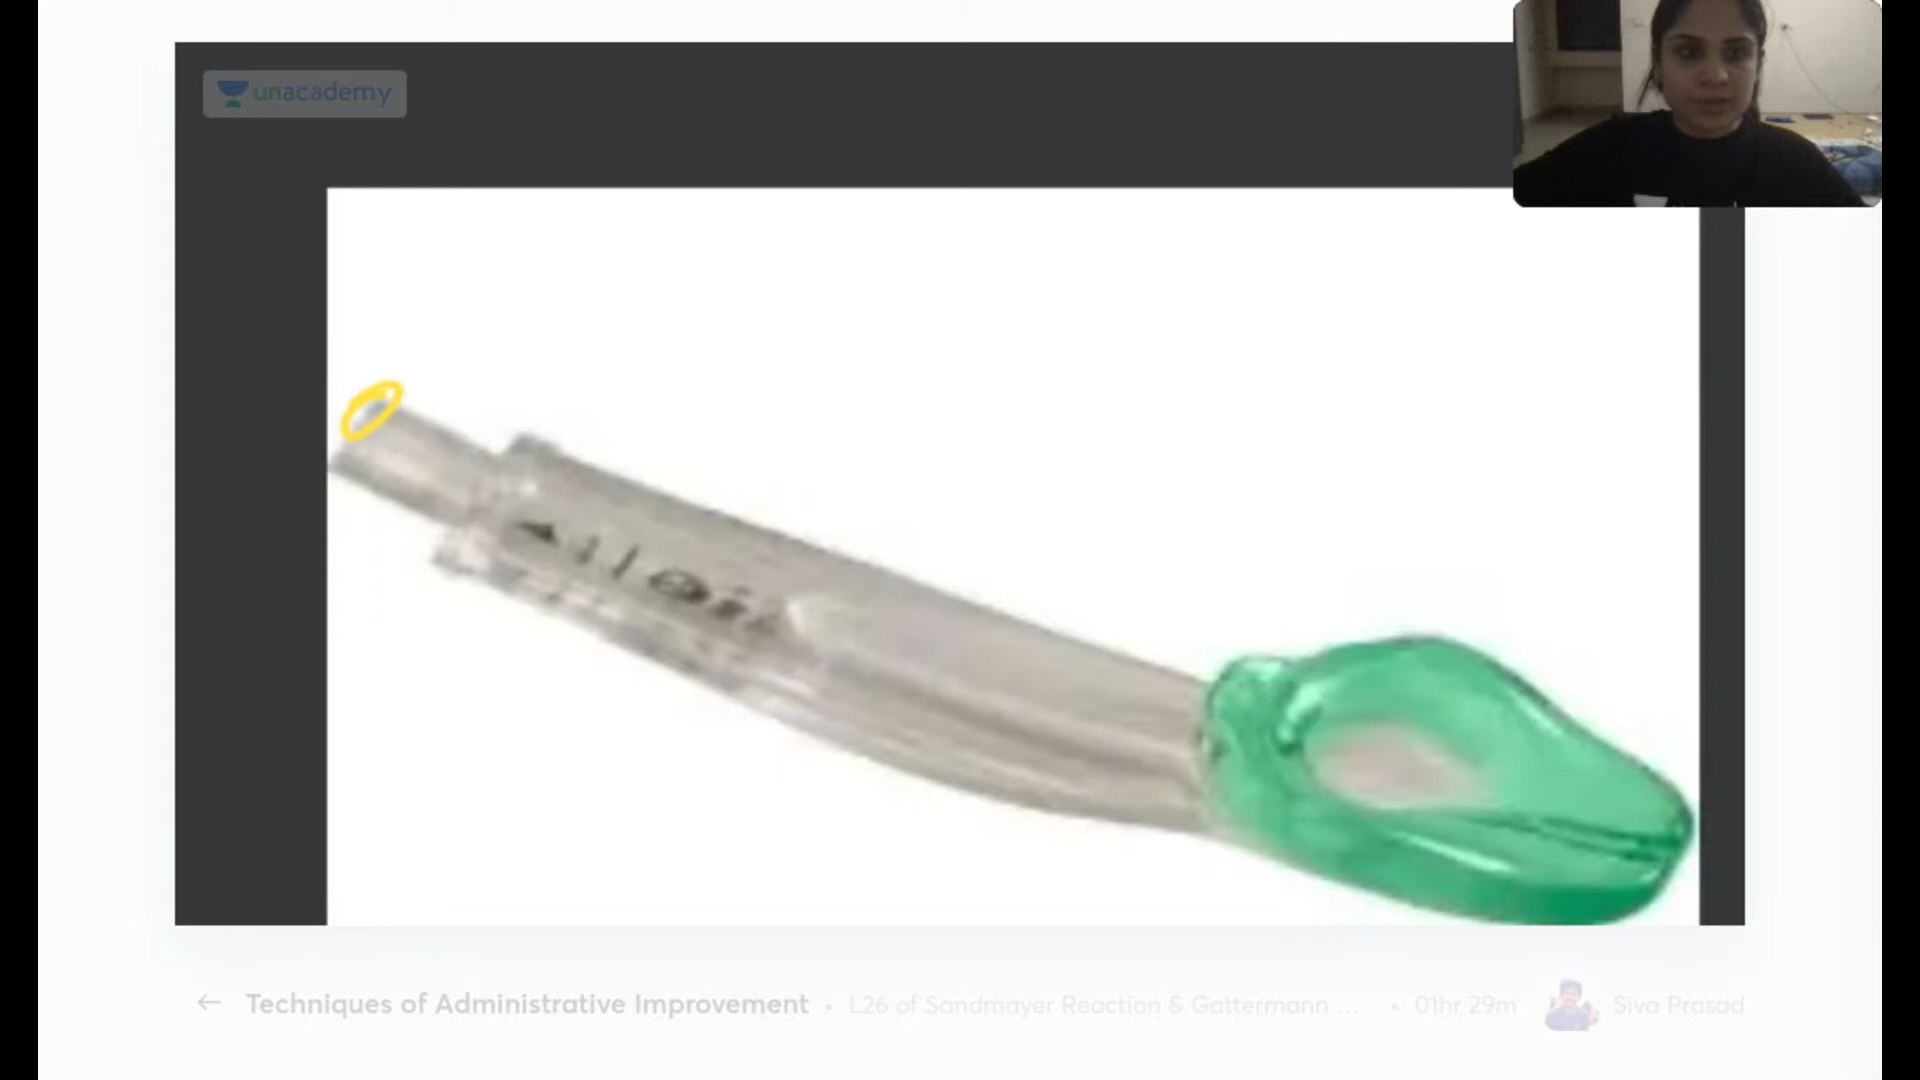 unacademy
Techniques of Administrative Improvement • L26 of Sandmayer Reaction & Gattermann ... • 01hr 29m Siva Prasad